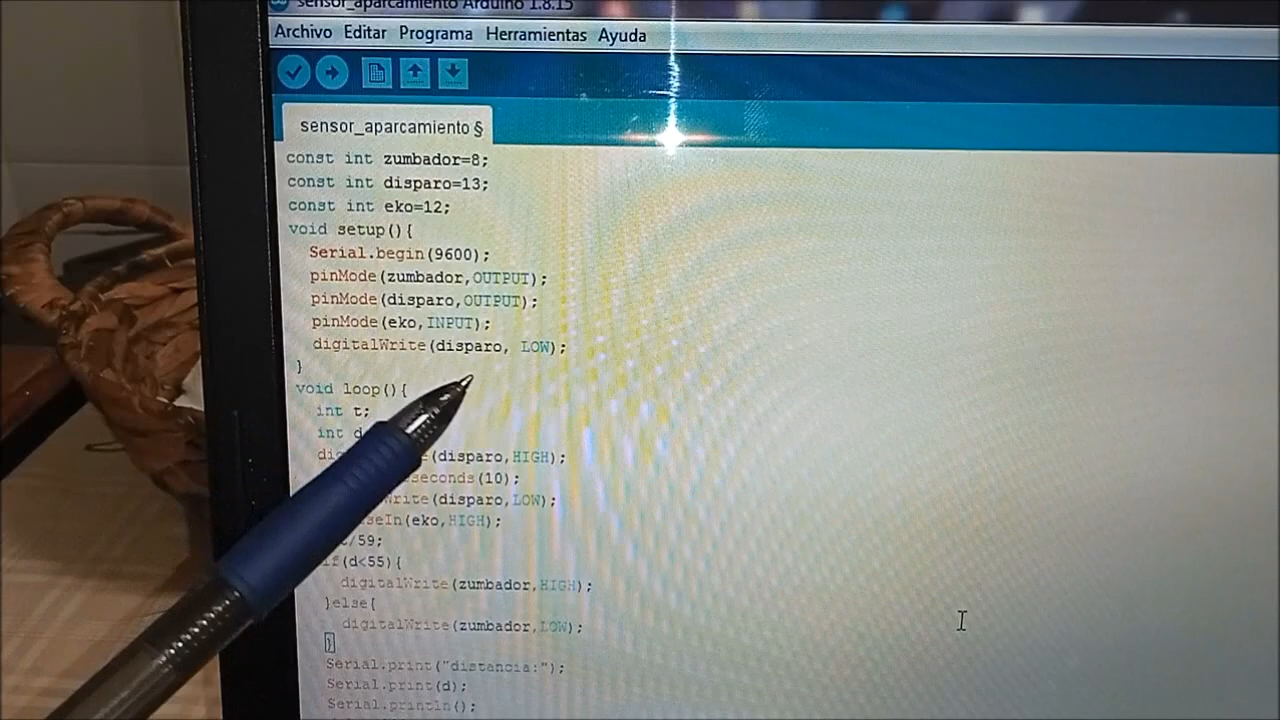 sensor_aparcamiento Arduino 1.8.15
Archivo Editar Programa Herramientas Ayuda
sensor_aparcamiento §
const int zumbador=8;
const int disparo=13;
const int eko=12;
void setup(){
Serial.begin(9600);
pinMode(zumbador,OUTPUT);
pinMode(disparo,OUTPUT);
pinMode(eko,INPUT);
digitalWrite(disparo, LOW);
}
void loop(){
int t;
int d
(disparo,HIGH);
(10);
(disparo,LOW);
(eko,HIGH);
/59;
if(d<55){
digitalWrite(zumbador,HIGH);
}else{
digitalWrite(zumbador,LOW);
}
Serial.print("distancia:");
Serial.print(d);
Serial.println();